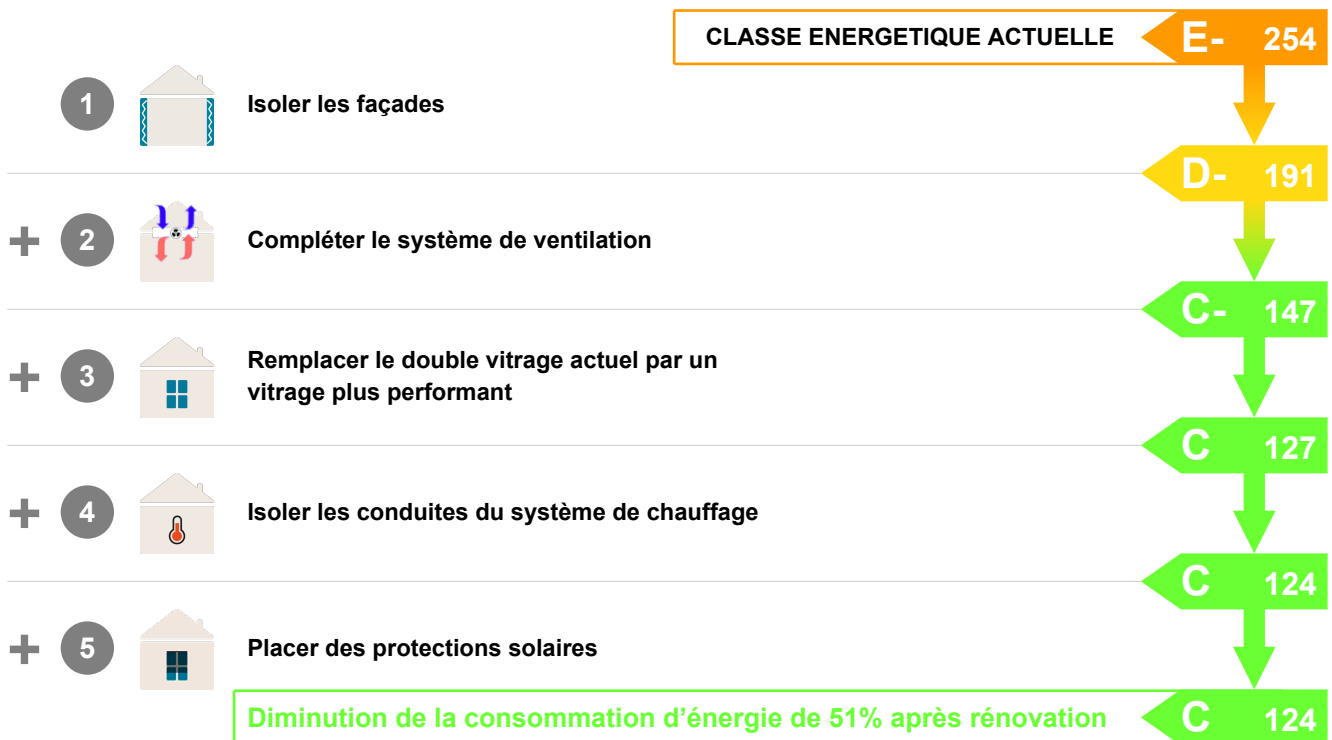 CLASSE ENERGETIQUE ACTUELLE E- 254
1 Isoler les façades
D- 191
+ 2 Compléter le système de ventilation
C- 147
+ 3 Remplacer le double vitrage actuel par un
vitrage plus performant
C 127
+ 4 Isoler les conduites du système de chauffage
C 124
+ 5 Placer des protections solaires
Diminution de la consommation d’énergie de 51% après rénovation C 124